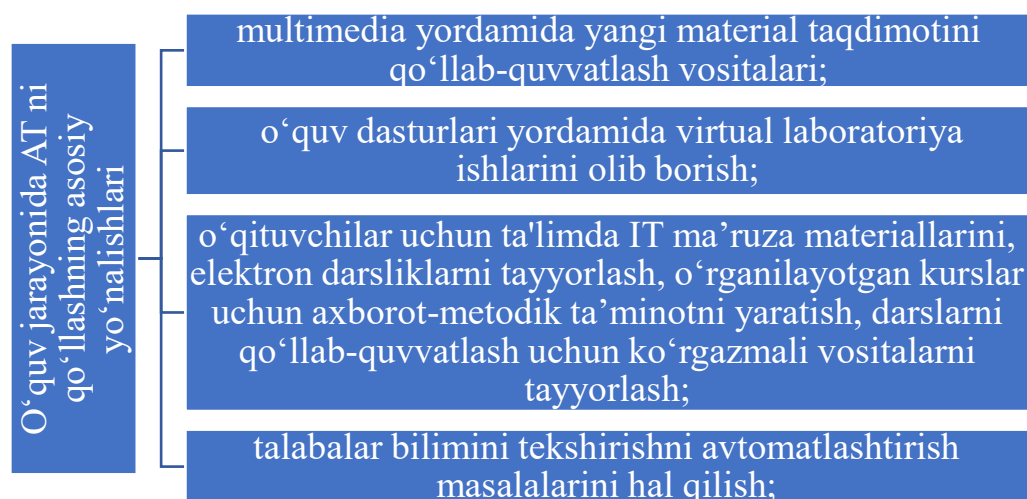 O‘quv jarayonida AT ni
qo‘llashning asosiy
yo‘nalishlari
multimedia yordamida yangi material taqdimotini
qo‘llab-quvvatlash vositalari;
o‘quv dasturlari yordamida virtual laboratoriya
ishlarini olib borish;
o‘qituvchilar uchun ta'limda IT ma’ruza materiallarini,
elektron darsliklarni tayyorlash, o‘rganilayotgan kurslar
uchun axborot-metodik ta’minotni yaratish, darslarni
qo‘llab-quvvatlash uchun ko‘rgazmali vositalarni
tayyorlash;
talabalar bilimini tekshirishni avtomatlashtirish
masalalarini hal qilish;